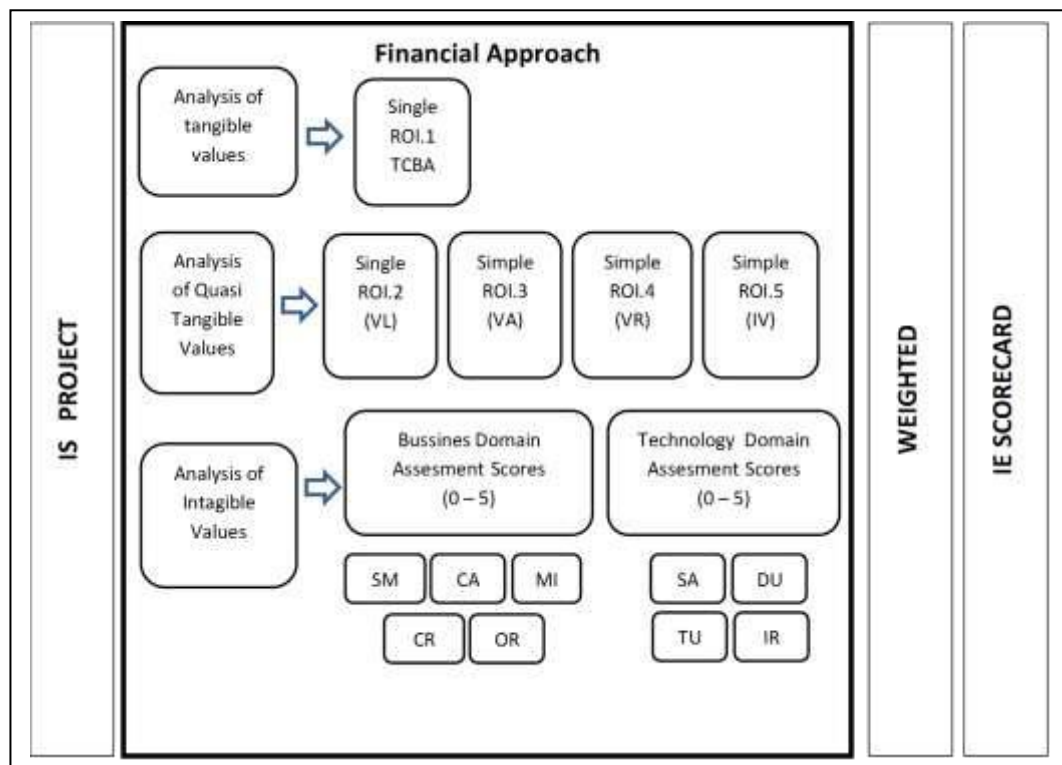 Financial Approach
Analysis of
tangible
values
Single
ROI.1
TCBA
Analysis
of Quasi
Tangible
Values
Single
ROI.2
(VL)
Simple
ROI.3
(VA)
Simple
ROI.4
(VR)
Simple
ROI.5
(IV)
Analysis of
Intagible
Values
Bussines Domain
Assesment Scores
(0 – 5)
Technology Domain
Assesment Scores
(0 – 5)
SM
CA
MI
CR
OR
SA
DU
TU
IR
IS PROJECT
WEIGHTED
IE SCORECARD